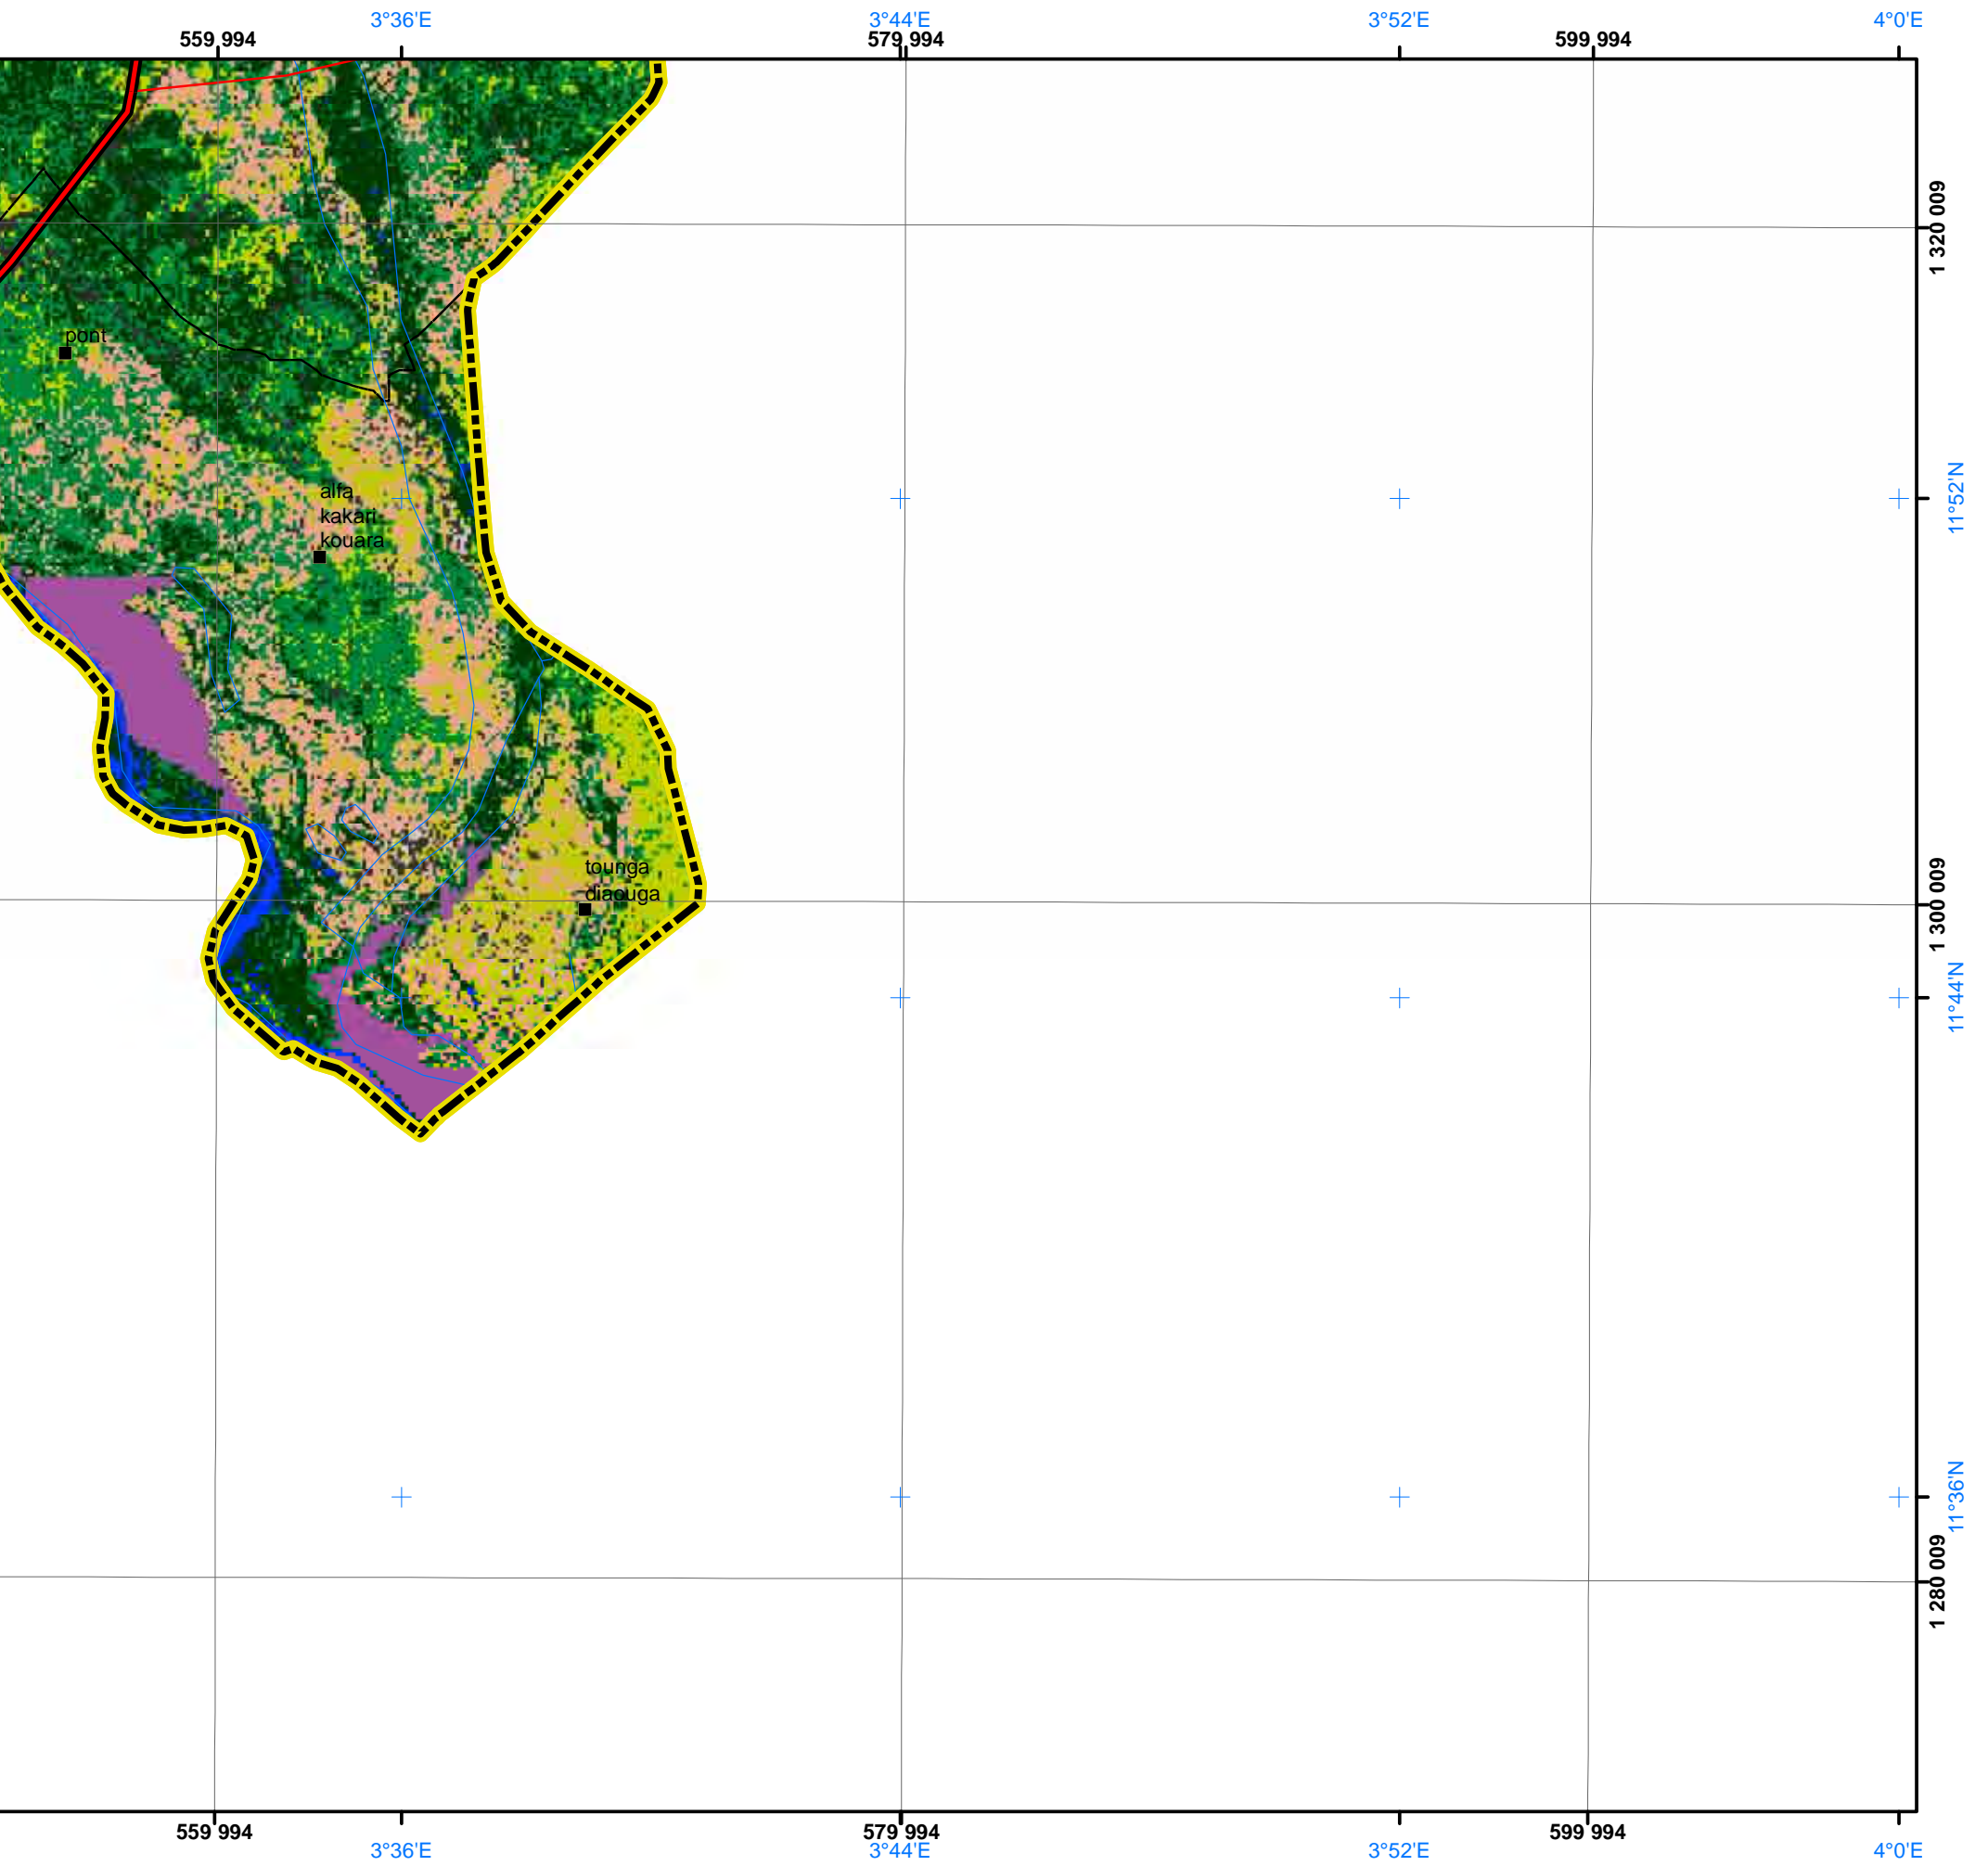 3°36'E
3°44'E
3°52'E
4°0'E
559 994
579 994
599 994
1 320 009
pont
11°52'N
alfa
kakari
kouara
tounga
diaouga
1 300 009
11°44'N
11°36'N
1 280 009
559 994
579 994
599 994
3°36'E
3°44'E
3°52'E
4°0'E